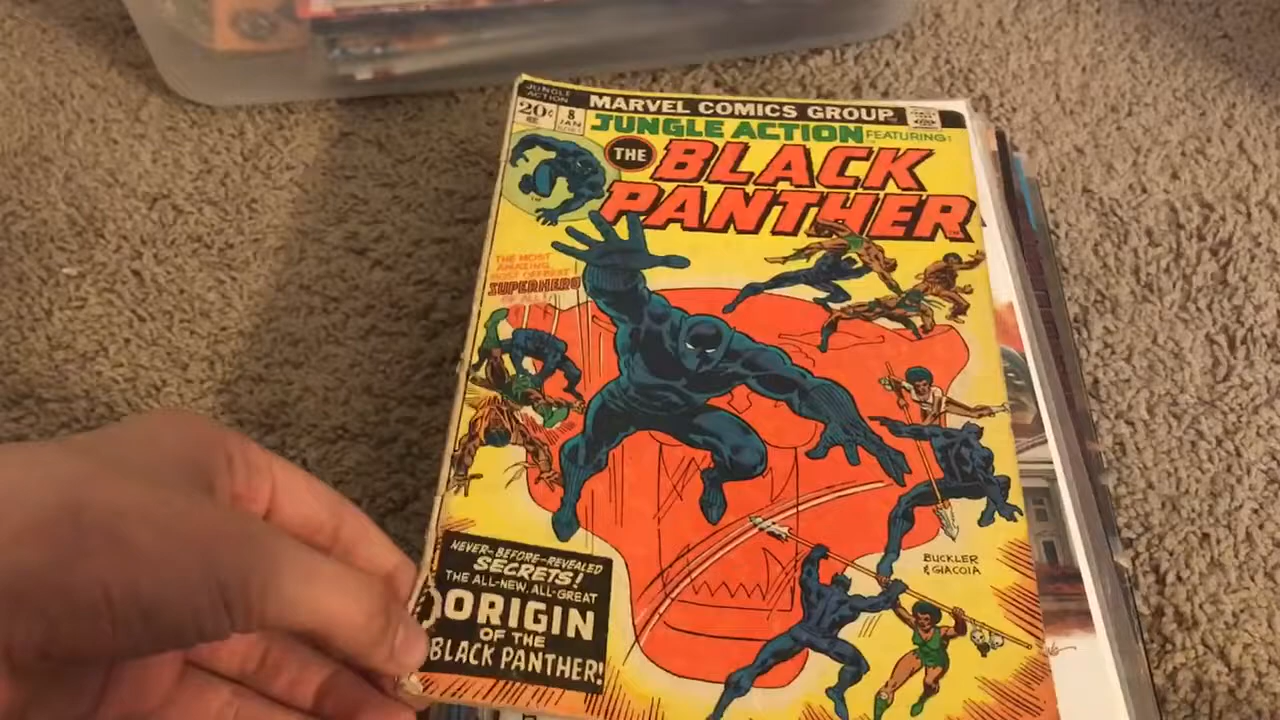 JUNGLE
ACTION
MARVEL COMICS GROUP
20¢
8
JAN
JUNGLE ACTION FEATURING:
THE BLACK
PANTHER
THE MOST
AMAZING,
MOST OFFBEAT
SUPERHERO
OF ALL!
BUCKLER
& GIACOIA
NEVER-BEFORE-REVEALED
SECRETS!
THE ALL-NEW, ALL-GREAT
ORIGIN
OF THE
BLACK PANTHER!